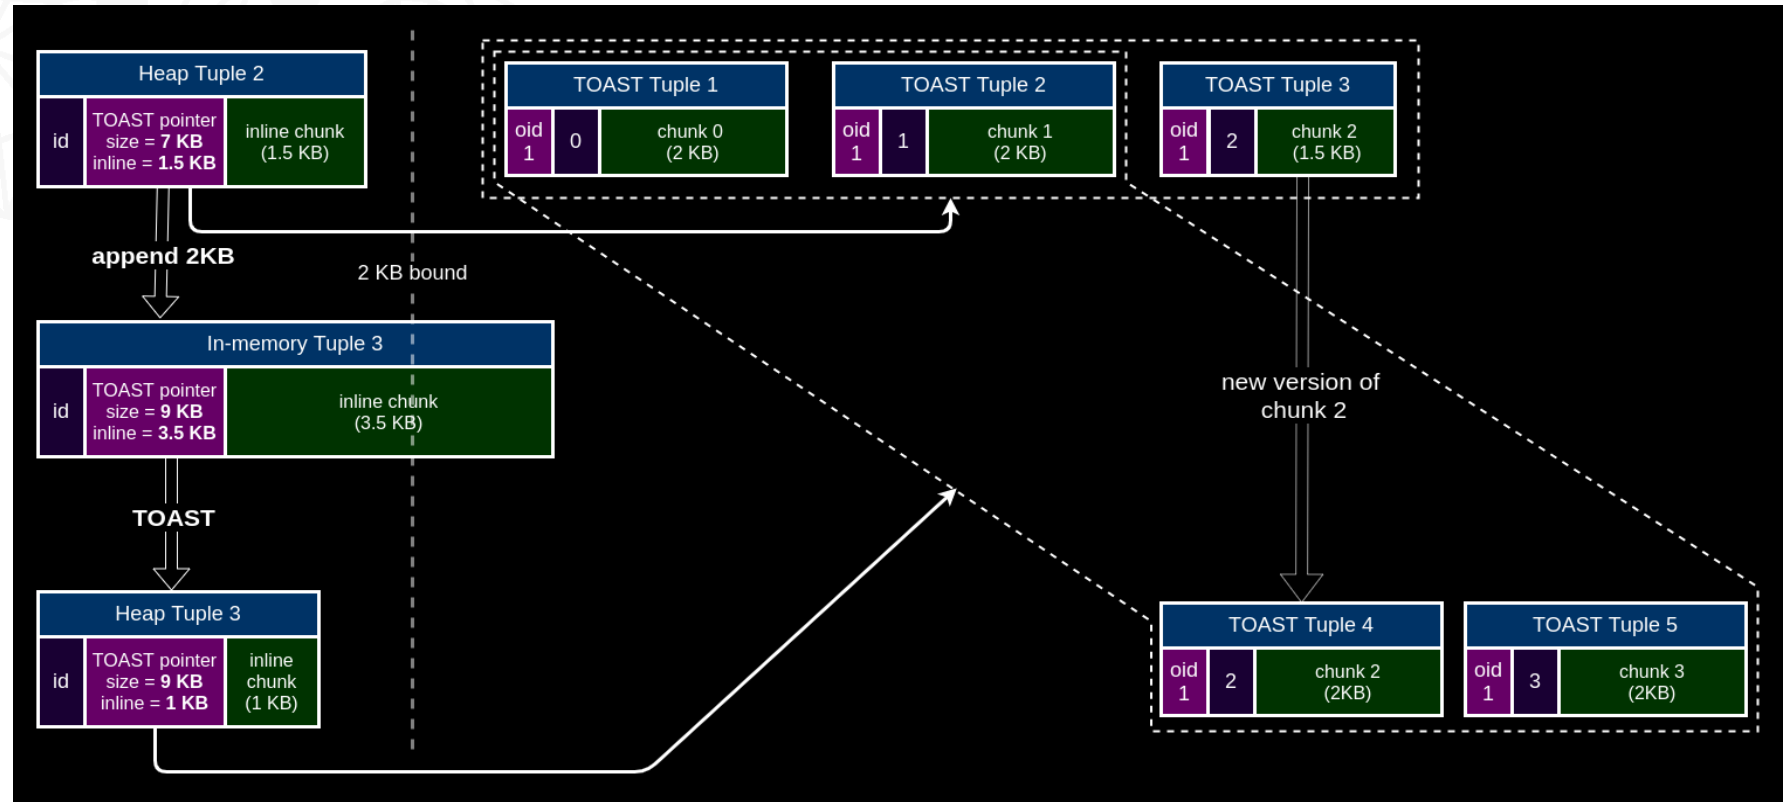 Heap Tuple 2
id
TOAST pointer
size = 7 KB
inline = 1.5 KB
inline chunk
(1.5 KB)
TOAST Tuple 1
oid
1
0
chunk 0
(2 KB)
TOAST Tuple 2
oid
1
1
chunk 1
(2 KB)
TOAST Tuple 3
oid
1
2
chunk 2
(1.5 KB)
append 2KB
2 KB bound
In-memory Tuple 3
id
TOAST pointer
size = 9 KB
inline = 3.5 KB
inline chunk
(3.5 KB)
new version of
chunk 2
TOAST
Heap Tuple 3
id
TOAST pointer
size = 9 KB
inline = 1 KB
inline
chunk
(1 KB)
TOAST Tuple 4
oid
1
2
chunk 2
(2KB)
TOAST Tuple 5
oid
1
3
chunk 3
(2KB)